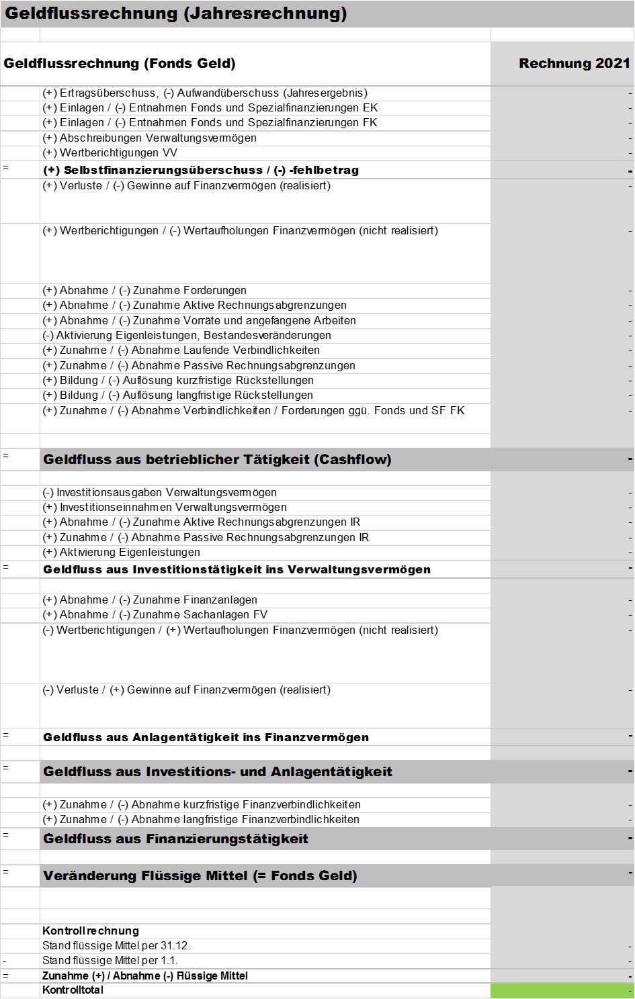 Geldflussrechnung (Jahresrechnung)
Geldflussrechnung (Fonds Geld) Rechnung 2021
(+) Ertragsüberschuss, (-) Aufwandüberschuss (Jahresergebnis) -
(+) Einlagen / (-) Entnahmen Fonds und Spezialfinanzierungen EK -
(+) Einlagen / (-) Entnahmen Fonds und Spezialfinanzierungen FK -
(+) Abschreibungen Verwaltungsvermögen -
(+) Wertberichtigungen VV -
= (+) Selbstfinanzierungsüberschuss / (-) -fehlbetrag -
(+) Verluste / (-) Gewinne auf Finanzvermögen (realisiert) -
(+) Wertberichtigungen / (-) Wertaufholungen Finanzvermögen (nicht realisiert) -
(+) Abnahme / (-) Zunahme Forderungen -
(+) Abnahme / (-) Zunahme Aktive Rechnungsabgrenzungen -
(+) Abnahme / (-) Zunahme Vorräte und angefangene Arbeiten -
(-) Aktivierung Eigenleistungen, Bestandesveränderungen -
(+) Zunahme / (-) Abnahme Laufende Verbindlichkeiten -
(+) Zunahme / (-) Abnahme Passive Rechnungsabgrenzungen -
(+) Bildung / (-) Auflösung kurzfristige Rückstellungen -
(+) Bildung / (-) Auflösung langfristige Rückstellungen -
(+) Zunahme / (-) Abnahme Verbindlichkeiten / Forderungen ggü. Fonds und SF FK -
= Geldfluss aus betrieblicher Tätigkeit (Cashflow) -
(-) Investitionsausgaben Verwaltungsvermögen -
(+) Investitionseinnahmen Verwaltungsvermögen -
(+) Abnahme / (-) Zunahme Aktive Rechnungsabgrenzungen IR -
(+) Zunahme / (-) Abnahme Passive Rechnungsabgrenzungen IR -
(+) Aktivierung Eigenleistungen -
= Geldfluss aus Investitionstätigkeit ins Verwaltungsvermögen -
(+) Abnahme / (-) Zunahme Finanzanlagen -
(+) Abnahme / (-) Zunahme Sachanlagen FV -
(-) Wertberichtigungen / (+) Wertaufholungen Finanzvermögen (nicht realisiert) -
(-) Verluste / (+) Gewinne auf Finanzvermögen (realisiert) -
= Geldfluss aus Anlagentätigkeit ins Finanzvermögen -
= Geldfluss aus Investitions- und Anlagentätigkeit -
(+) Zunahme / (-) Abnahme kurzfristige Finanzverbindlichkeiten -
(+) Zunahme / (-) Abnahme langfristige Finanzverbindlichkeiten -
= Geldfluss aus Finanzierungstätigkeit -
= Veränderung Flüssige Mittel (= Fonds Geld) -
Kontrollrechnung
Stand flüssige Mittel per 31.12. -
- Stand flüssige Mittel per 1.1. -
= Zunahme (+) / Abnahme (-) Flüssige Mittel -
Kontrolltotal -